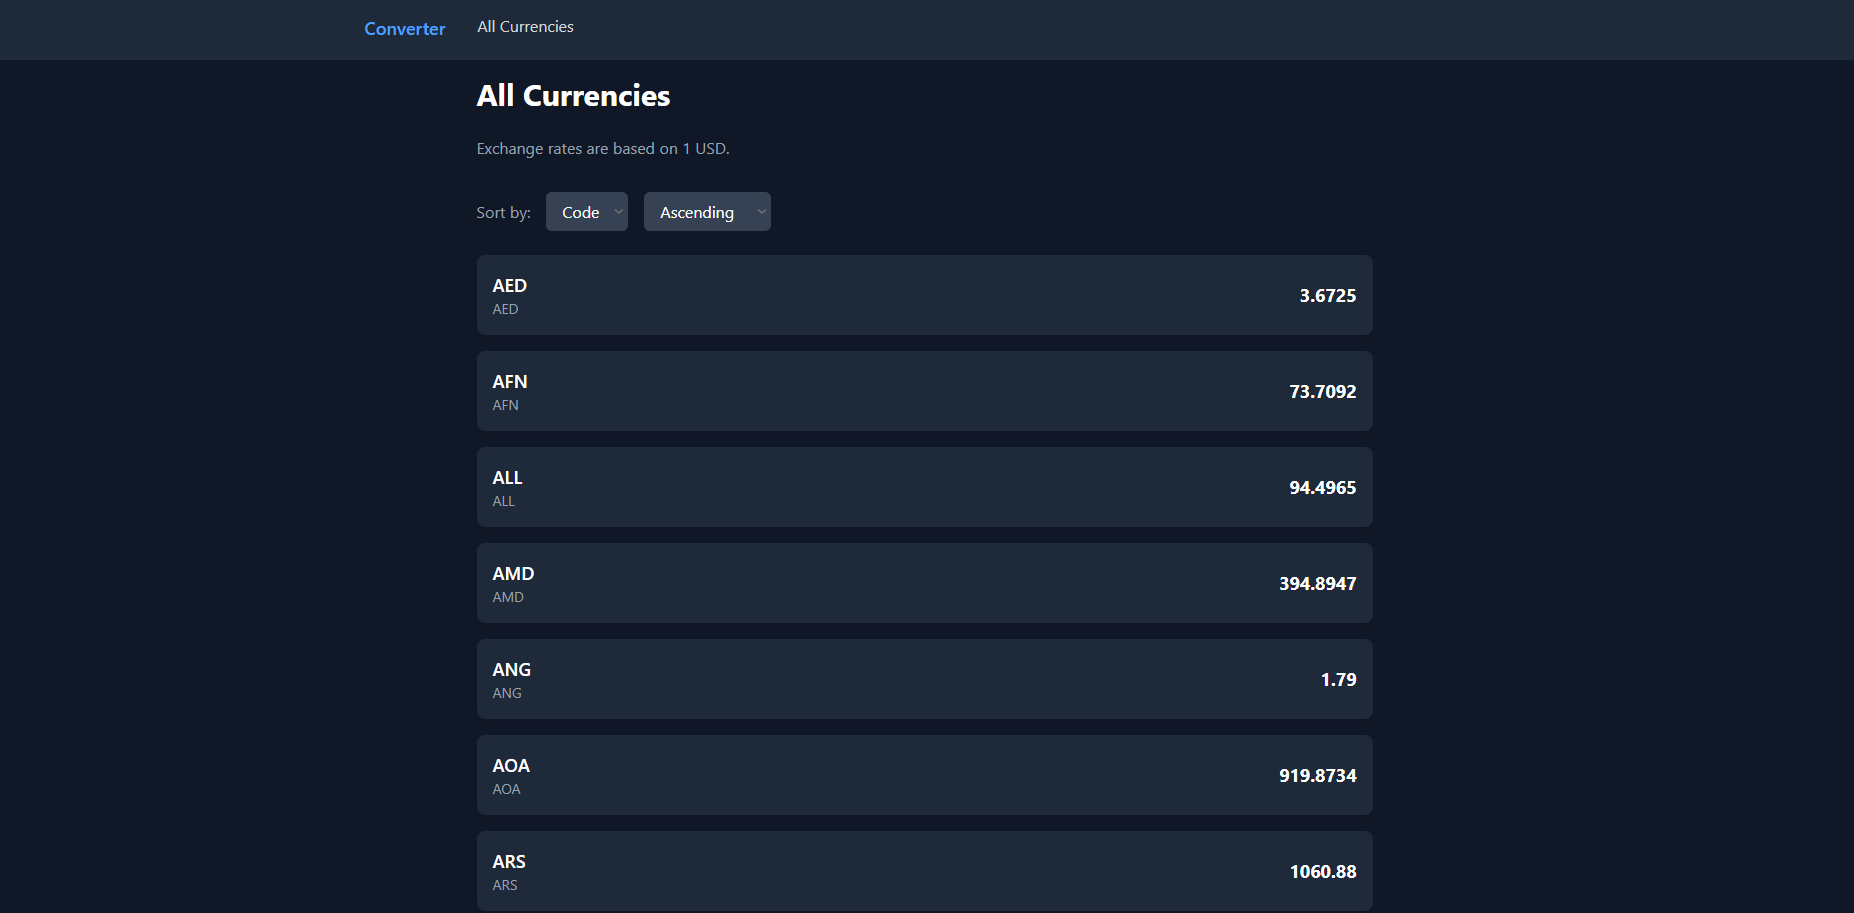 Converter All Currencies
All Currencies
Exchange rates are based on 1 USD.
Sort by: Code Ascending
AED
AED
3.6725
AFN
AFN
73.7092
ALL
ALL
94.4965
AMD
AMD
394.8947
ANG
ANG
1.79
AOA
AOA
919.8734
ARS
ARS
1060.88